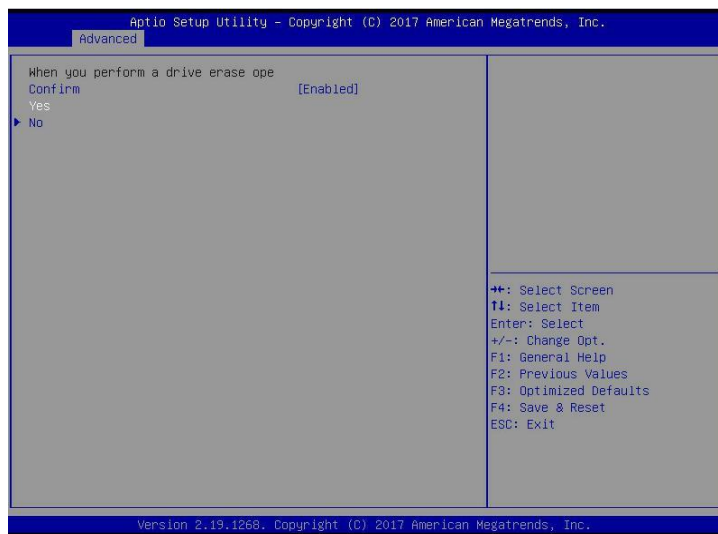 Aptio Setup Utility – Copyright (C) 2017 American Megatrends, Inc.
Advanced
When you perform a drive erase ope
Confirm [Enabled]
Yes
No
→←: Select Screen
↑↓: Select Item
Enter: Select
+/-: Change Opt.
F1: General Help
F2: Previous Values
F3: Optimized Defaults
F4: Save & Reset
ESC: Exit
Version 2.19.1268. Copyright (C) 2017 American Megatrends, Inc.